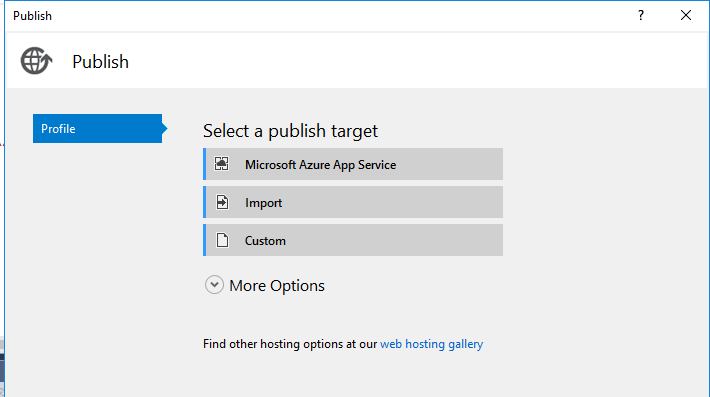 Publish
?
Publish
Profile
Select a publish target
Microsoft Azure App Service
Import
Custom
More Options
Find other hosting options at our web hosting gallery